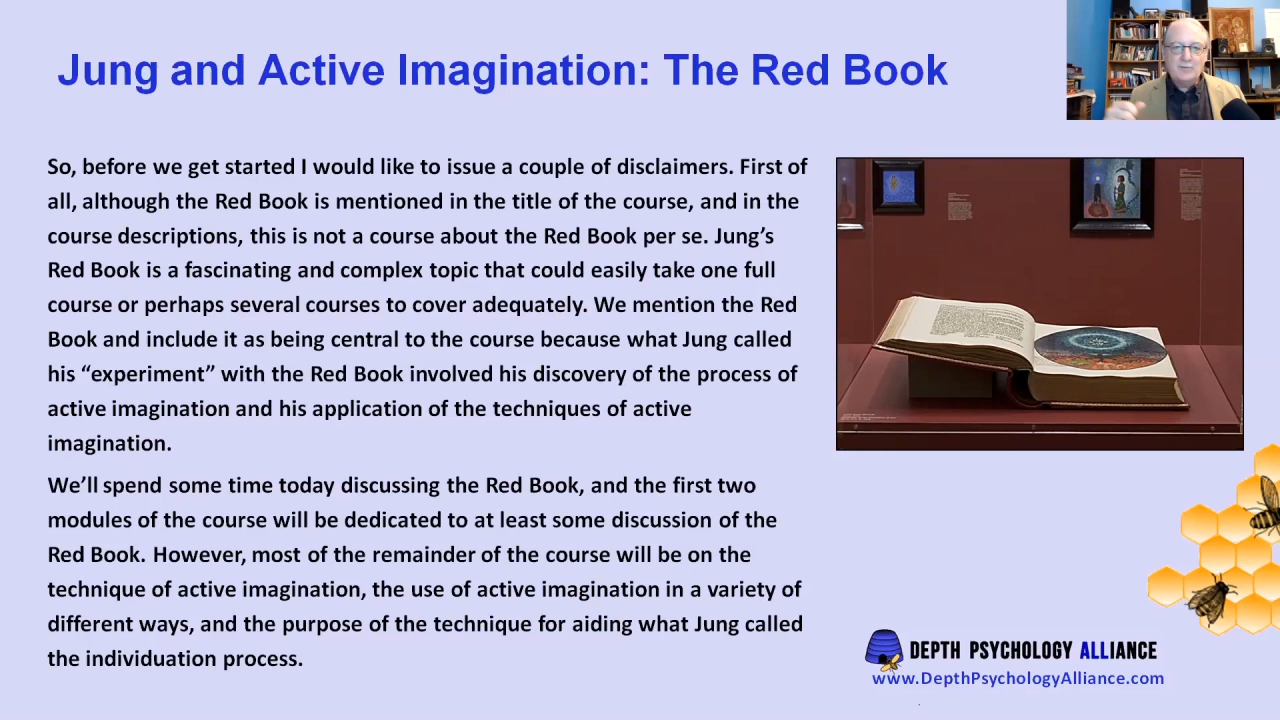 Jung and Active Imagination: The Red Book
So, before we get started I would like to issue a couple of disclaimers. First of
all, although the Red Book is mentioned in the title of the course, and in the
course descriptions, this is not a course about the Red Book per se. Jung’s
Red Book is a fascinating and complex topic that could easily take one full
course or perhaps several courses to cover adequately. We mention the Red
Book and include it as being central to the course because what Jung called
his “experiment” with the Red Book involved his discovery of the process of
active imagination and his application of the techniques of active
imagination.
We’ll spend some time today discussing the Red Book, and the first two
modules of the course will be dedicated to at least some discussion of the
Red Book. However, most of the remainder of the course will be on the
technique of active imagination, the use of active imagination in a variety of
different ways, and the purpose of the technique for aiding what Jung called
the individuation process.
DEPTH PSYCHOLOGY ALLIANCE
www.DepthPsychologyAlliance.com